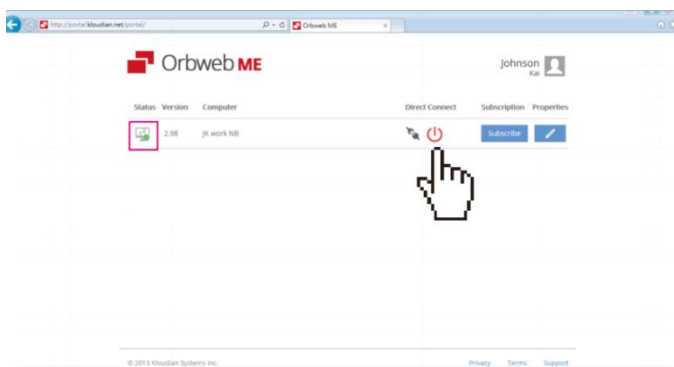 http://portal.kloudian.net/portal/
Orbweb ME
Orbweb ME
Johnson
Kai
Status Version Computer Direct Connect Subscription Properties
2.98 JK work NB Subscribe
© 2013 Kloudian Systems Inc. Privacy Terms Support